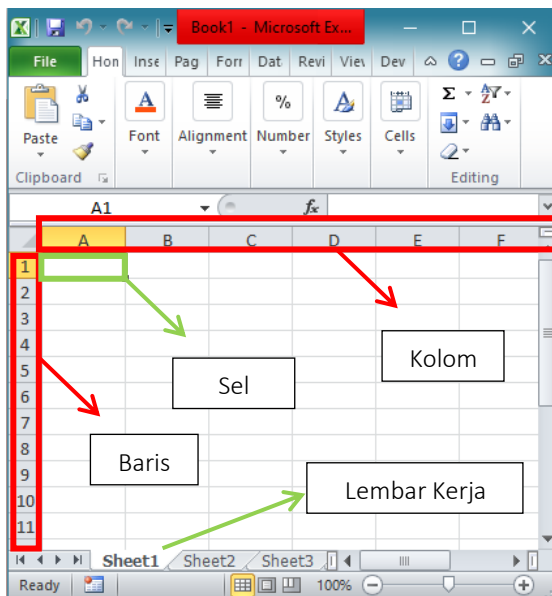 Book1 - Microsoft Ex...
File Hon Inse Pag Forr Dat Revi Viev Dev
Paste Font Alignment Number Styles Cells
Clipboard Editing
A1 fx
A B C D E F
1
2
3
4
5
6
7
8
9
10
11
Kolom
Sel
Baris
Lembar Kerja
Sheet1 Sheet2 Sheet3
Ready 100%